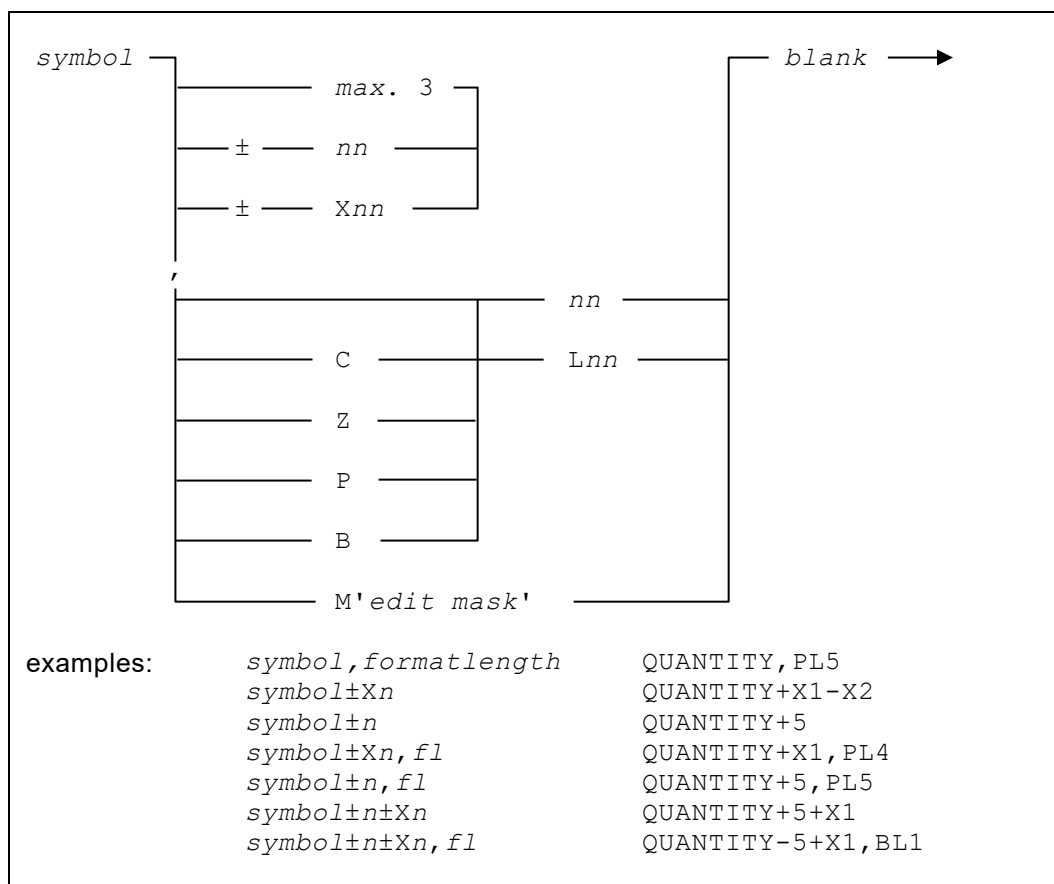 symbol blank
max. 3
± nn
± Xnn
,
nn
C Lnn
Z
P
B
M'edit mask'
examples: symbol,formatlength QUANTITY,PL5
symbol±Xn QUANTITY+X1-X2
symbol±n QUANTITY+5
symbol±Xn,fl QUANTITY+X1,PL4
symbol±n,fl QUANTITY+5,PL5
symbol±n±Xn QUANTITY+5+X1
symbol±n±Xn,fl QUANTITY-5+X1,BL1